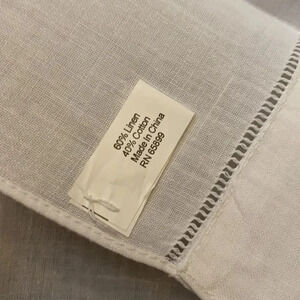 60% Linen
40% Cotton
Made In China
RN 65899